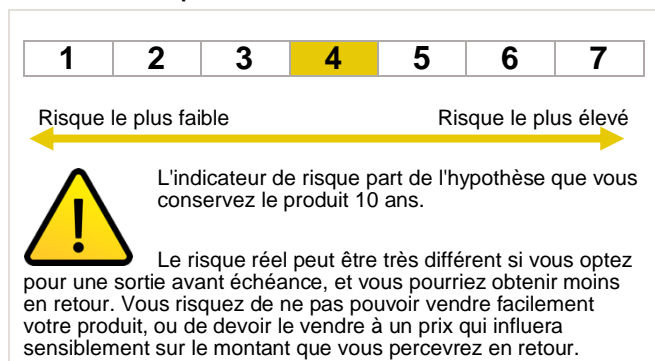 1 2 3 4 5 6 7
Risque le plus faible Risque le plus élevé
L'indicateur de risque part de l'hypothèse que vous
conservez le produit 10 ans.
Le risque réel peut être très différent si vous optez
pour une sortie avant échéance, et vous pourriez obtenir moins
en retour. Vous risquez de ne pas pouvoir vendre facilement
votre produit, ou de devoir le vendre à un prix qui influera
sensiblement sur le montant que vous percevrez en retour.